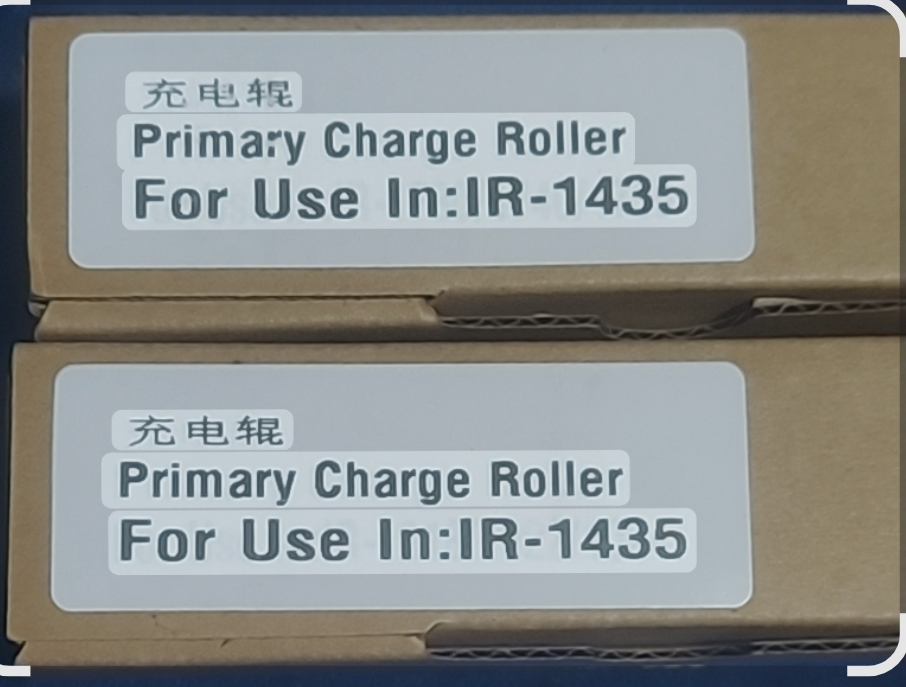 充电辊
Primary Charge Roller
For Use In:IR-1435
充电辊
Primary Charge Roller
For Use In:IR-1435